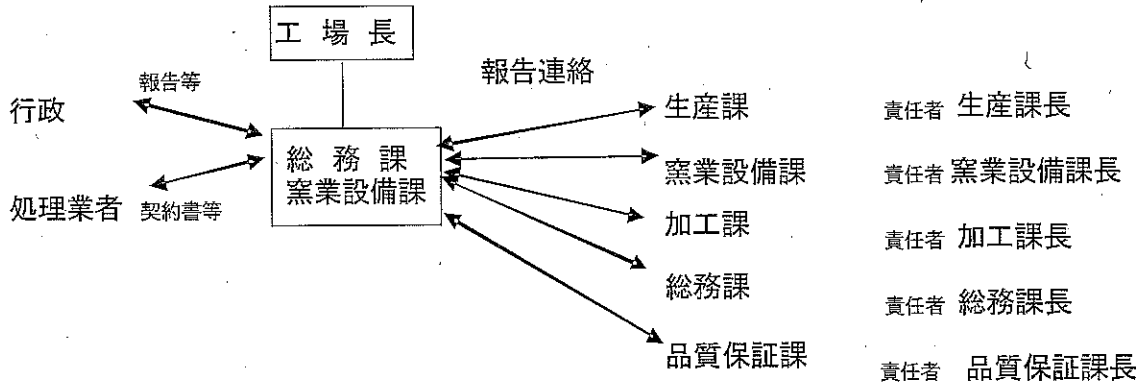 工場長
報告等
報告連絡
行政
生産課 責任者 生産課長
総務課
窯業設備課
窯業設備課 責任者 窯業設備課長
処理業者 契約書等
加工課 責任者 加工課長
総務課 責任者 総務課長
品質保証課 責任者 品質保証課長